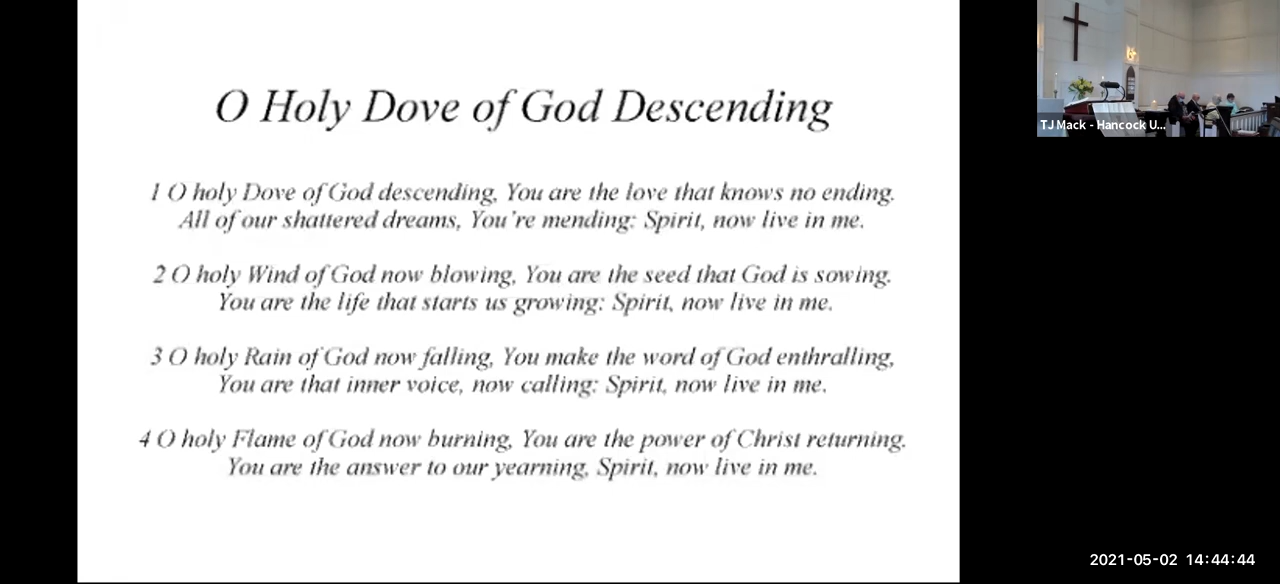 O Holy Dove of God Descending
1 O holy Dove of God descending, You are the love that knows no ending.
All of our shattered dreams, You're mending: Spirit, now live in me.
2 O holy Wind of God now blowing, You are the seed that God is sowing.
You are the life that starts us growing: Spirit, now live in me.
3 O holy Rain of God now falling, You make the word of God enthralling,
You are that inner voice, now calling: Spirit, now live in me.
4 O holy Flame of God now burning, You are the power of Christ returning.
You are the answer to our yearning, Spirit, now live in me.
TJ Mack - Hancock U...
2021-05-02 14:44:44